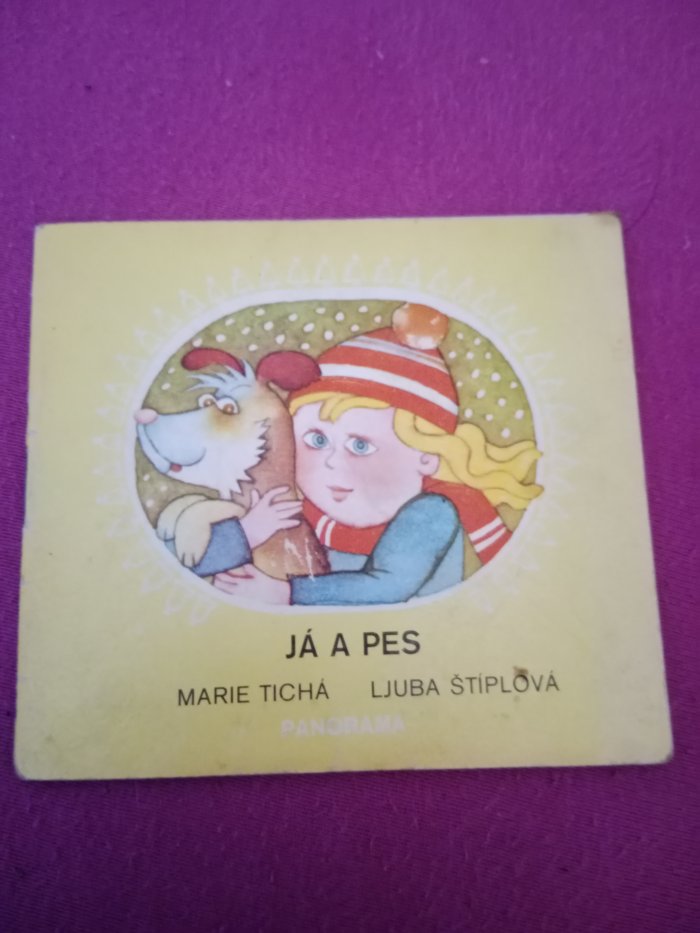 JÁ A PES
MARIE TICHÁ LJUBA ŠTÍPLOVÁ
PANORAMA